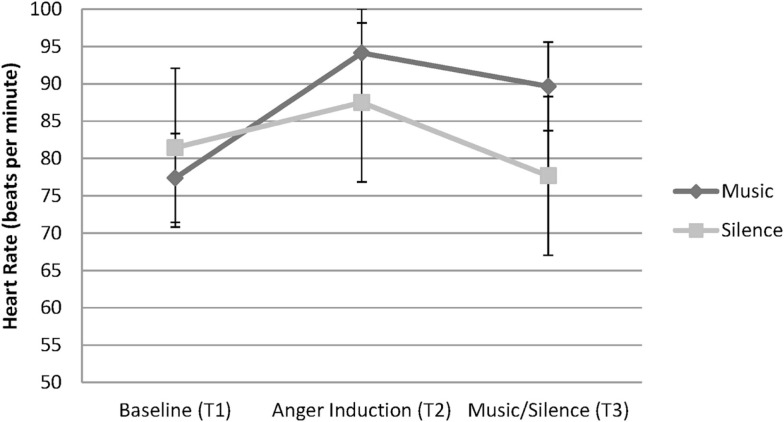 Heart Rate (beats per minute)
100
95
90
85
80
75
70
65
60
55
50
Baseline (T1)
Anger Induction (T2)
Music/Silence (T3)
Music
Silence